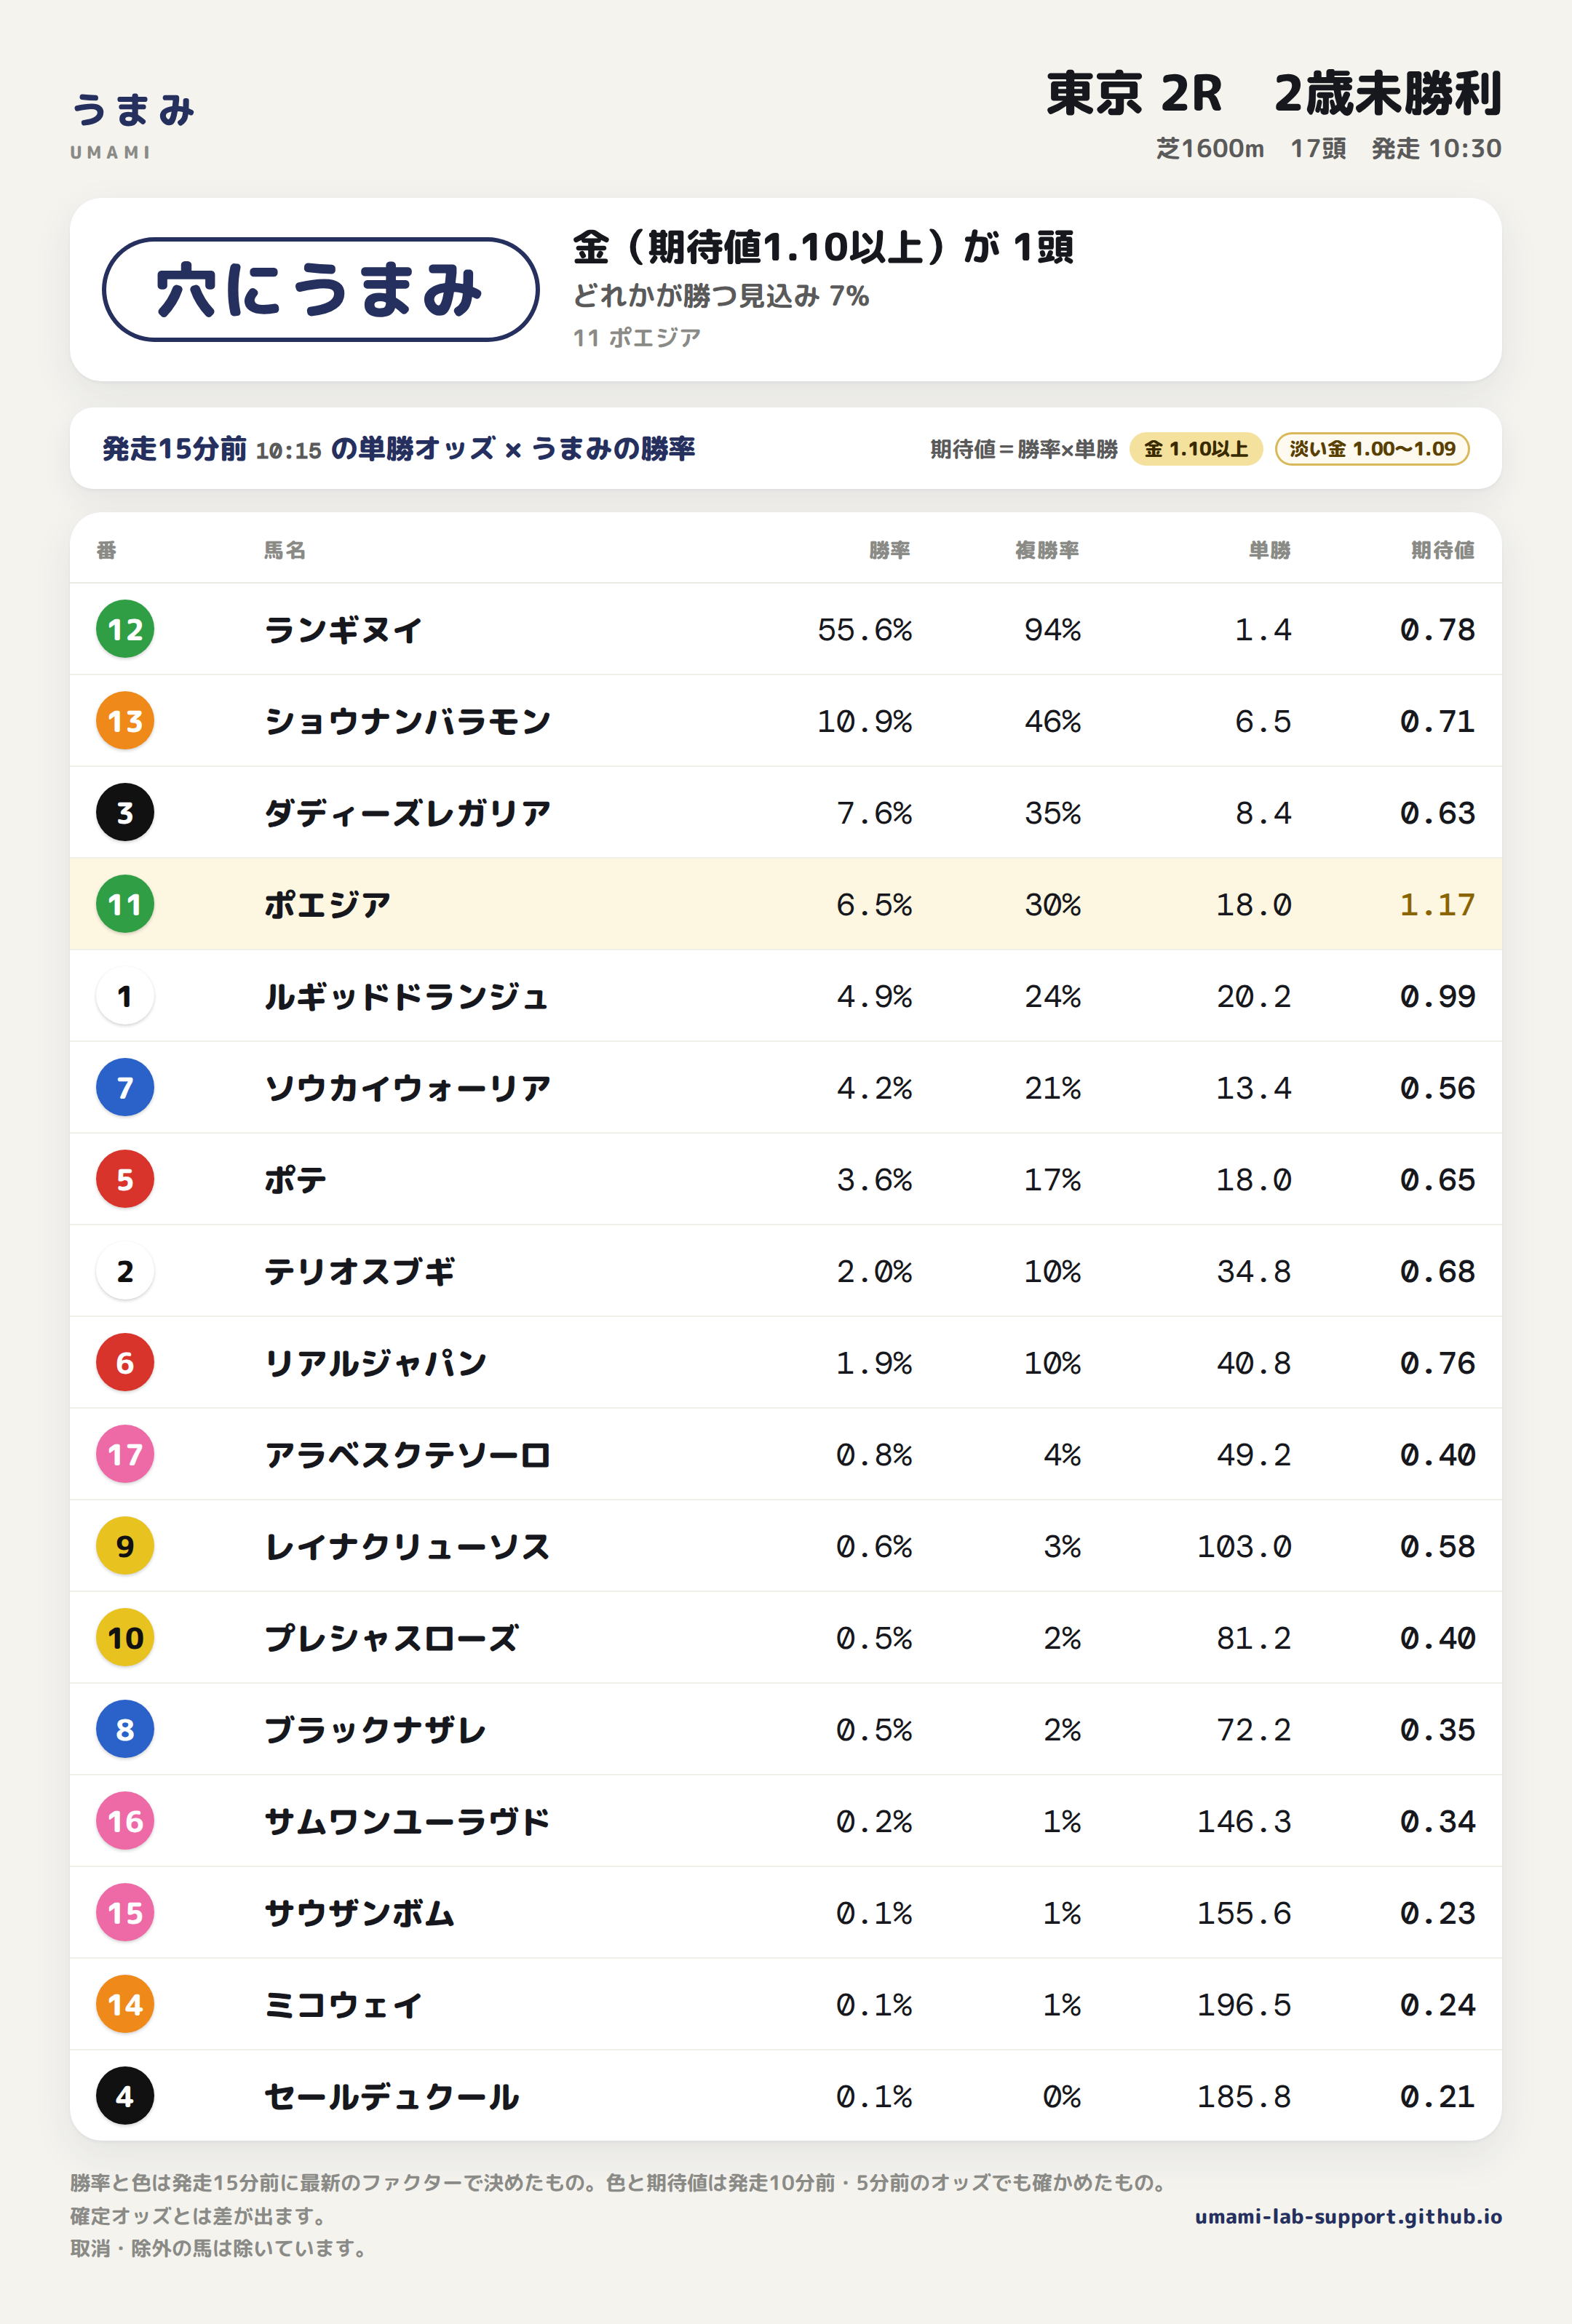 うまみ
UMAMI
東京 2R　2歳未勝利
芝1600m　17頭　発走 10:30
穴にうまみ
金（期待値1.10以上）が 1頭
どれかが勝つ見込み 7%
11 ポエジア
発走15分前 10:15 の単勝オッズ × うまみの勝率
期待値＝勝率×単勝 金 1.10以上 淡い金 1.00〜1.09
番 馬名 勝率 複勝率 単勝 期待値
12 ランギヌイ 55.6% 94% 1.4 0.78
13 ショウナンバラモン 10.9% 46% 6.5 0.71
3 ダディーズレガリア 7.6% 35% 8.4 0.63
11 ポエジア 6.5% 30% 18.0 1.17
1 ルギッドドランジュ 4.9% 24% 20.2 0.99
7 ソウカイウォーリア 4.2% 21% 13.4 0.56
5 ポテ 3.6% 17% 18.0 0.65
2 テリオスブギ 2.0% 10% 34.8 0.68
6 リアルジャパン 1.9% 10% 40.8 0.76
17 アラベスクテソーロ 0.8% 4% 49.2 0.40
9 レイナクリューソス 0.6% 3% 103.0 0.58
10 プレシャスローズ 0.5% 2% 81.2 0.40
8 ブラックナザレ 0.5% 2% 72.2 0.35
16 サムワンユーラヴド 0.2% 1% 146.3 0.34
15 サウザンボム 0.1% 1% 155.6 0.23
14 ミコウェイ 0.1% 1% 196.5 0.24
4 セールデュクール 0.1% 0% 185.8 0.21
勝率と色は発走15分前に最新のファクターで決めたもの。色と期待値は発走10分前・5分前のオッズでも確かめたもの。
確定オッズとは差が出ます。
取消・除外の馬は除いています。
umami-lab-support.github.io